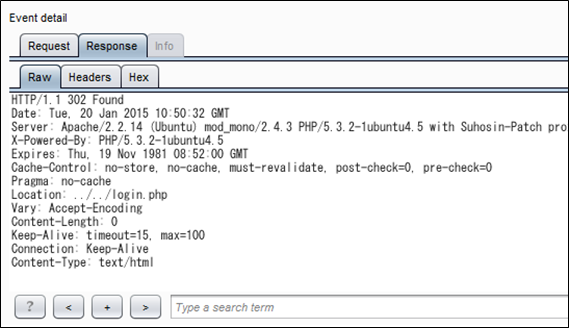 Event detail
Request Response Info
Raw Headers Hex
HTTP/1.1 302 Found
Date: Tue, 20 Jan 2015 10:50:32 GMT
Server: Apache/2.2.14 (Ubuntu) mod_mono/2.4.3 PHP/5.3.2-1ubuntu4.5 with Suhosin-Patch pro
X-Powered-By: PHP/5.3.2-1ubuntu4.5
Expires: Thu, 19 Nov 1981 08:52:00 GMT
Cache-Control: no-store, no-cache, must-revalidate, post-check=0, pre-check=0
Pragma: no-cache
Location: ../../login.php
Vary: Accept-Encoding
Content-Length: 0
Keep-Alive: timeout=15, max=100
Connection: Keep-Alive
Content-Type: text/html
? < + > Type a search term